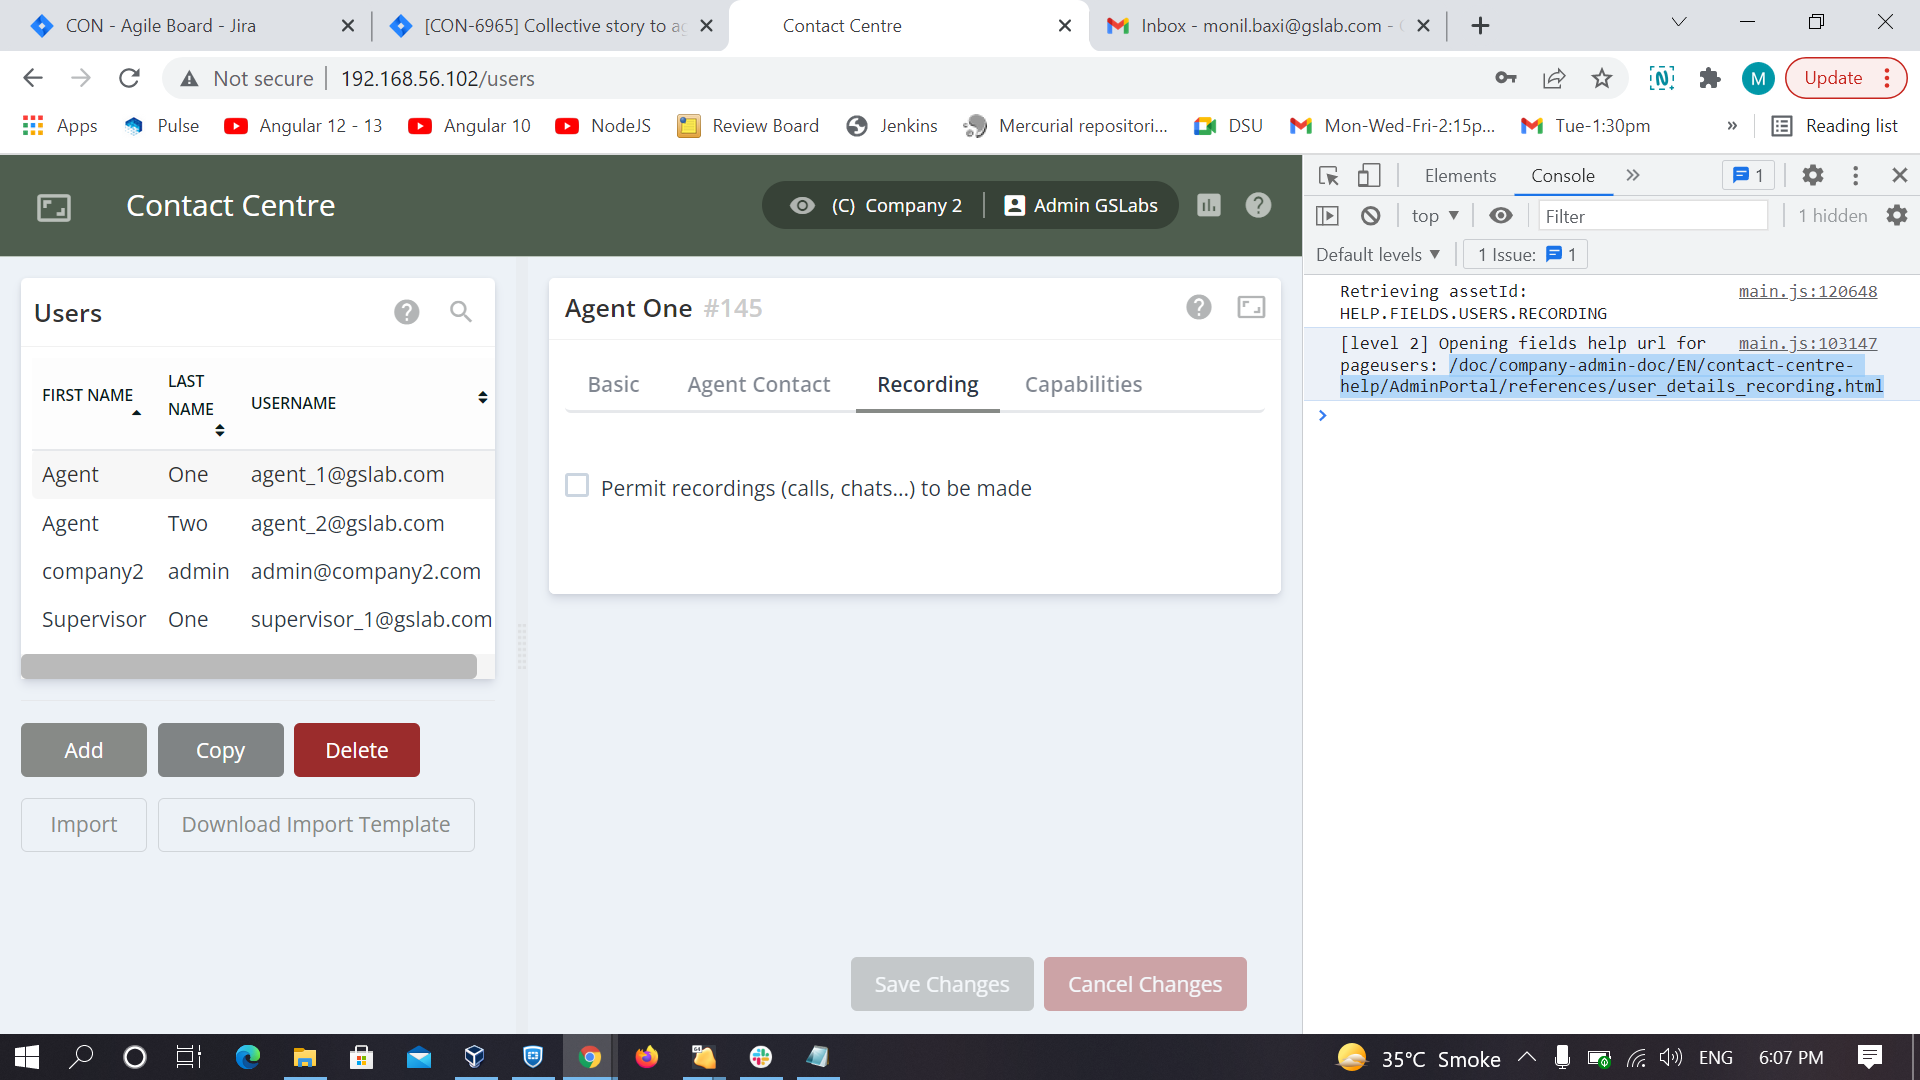 CON - Agile Board - Jira
[CON-6965] Collective story to ag
Contact Centre
Inbox - monil.baxi@gslab.com -
Not secure
192.168.56.102/users
M
Update
Apps
Pulse
Angular 12 - 13
Angular 10
NodeJS
Review Board
Jenkins
Mercurial repositori...
DSU
Mon-Wed-Fri-2:15p...
Tue-1:30pm
»
Reading list
Contact Centre
(C) Company 2
Admin GSLabs
Users
FIRST NAME
LAST NAME
USERNAME
Agent One agent_1@gslab.com
Agent Two agent_2@gslab.com
company2 admin admin@company2.com
Supervisor One supervisor_1@gslab.com
Add
Copy
Delete
Import
Download Import Template
Agent One #145
Basic
Agent Contact
Recording
Capabilities
Permit recordings (calls, chats...) to be made
Save Changes
Cancel Changes
Elements
Console
1
top
Filter
1 hidden
Default levels
1 Issue: 1
Retrieving assetId: main.js:120648
HELP.FIELDS.USERS.RECORDING
[level 2] Opening fields help url for main.js:103147
pageusers: /doc/company-admin-doc/EN/contact-centre-
help/AdminPortal/references/user_details_recording.html
35°C Smoke
ENG
6:07 PM